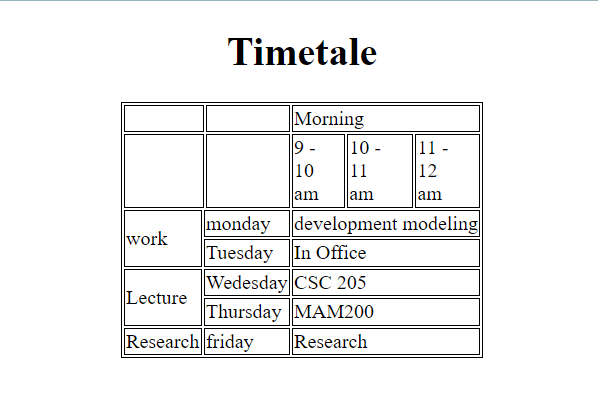 Timetale
Morning
9 - 10 am 10 - 11 am 11 - 12 am
work monday development modeling
Tuesday In Office
Lecture Wedesday CSC 205
Thursday MAM200
Research friday Research